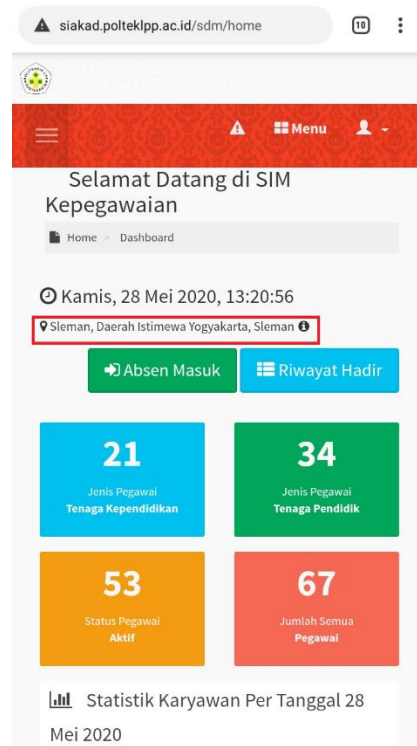 siakad.polteklpp.ac.id/sdm/home
10
Menu
Selamat Datang di SIM
Kepegawaian
Home > Dashboard
Kamis, 28 Mei 2020, 13:20:56
Sleman, Daerah Istimewa Yogyakarta, Sleman
Absen Masuk
Riwayat Hadir
21
Jenis Pegawai
Tenaga Kependidikan
34
Jenis Pegawai
Tenaga Pendidik
53
Status Pegawai
Aktif
67
Jumlah Semua
Pegawai
Statistik Karyawan Per Tanggal 28
Mei 2020